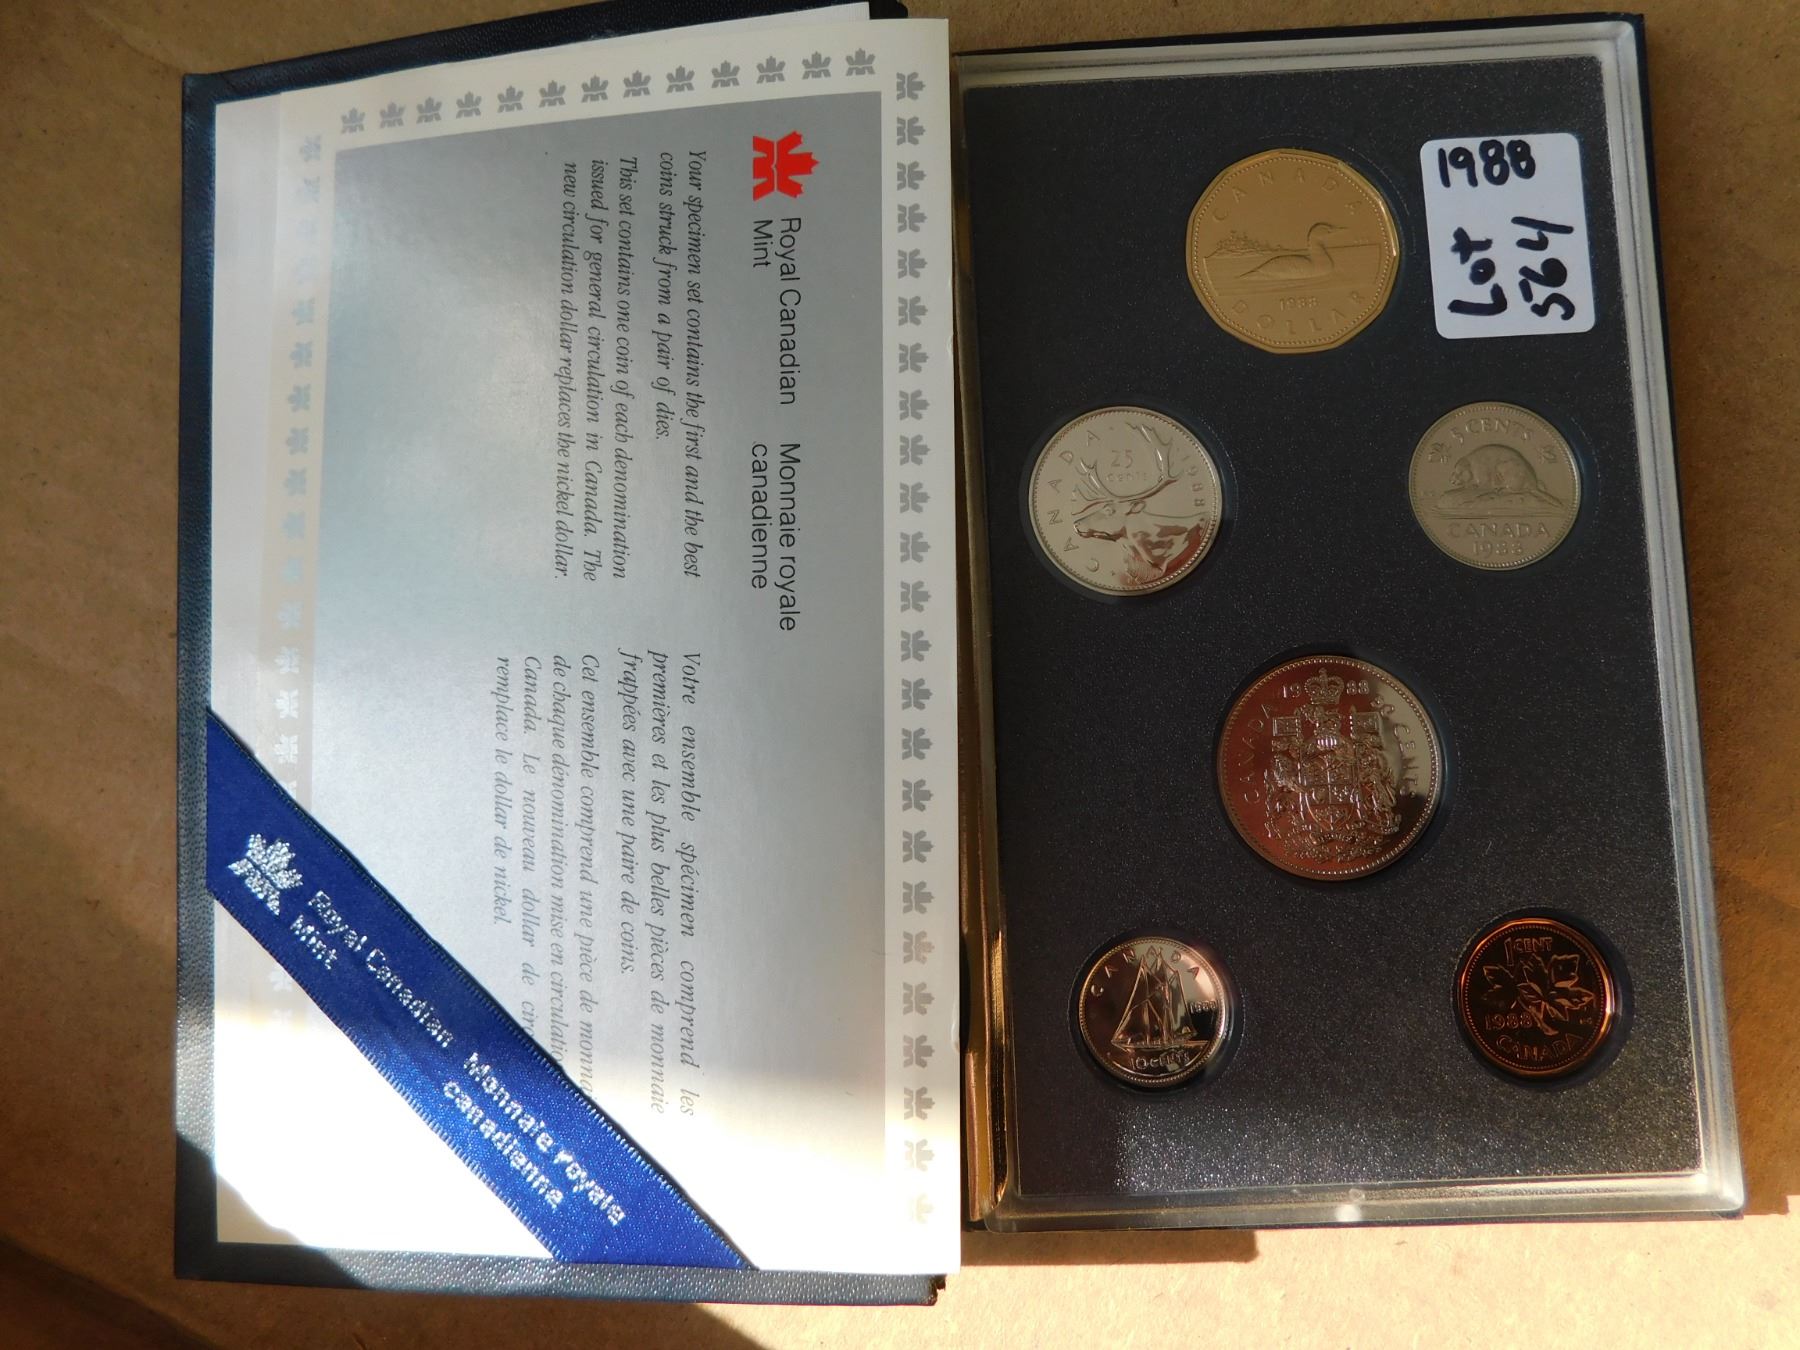 Royal Canadian
Mint
Monnaie royale
canadienne
Your specimen set contains the first and the best
coins struck from a pair of dies.
This set contains one coin of each denomination
issued for general circulation in Canada. The
new circulation dollar replaces the nickel dollar.
Votre ensemble spécimen comprend les
premières et les plus belles pièces de monnaie
frappées avec une paire de coins.
Cet ensemble comprend une pièce de monnai
de chaque dénomination mise en circulatio
Canada. Le nouveau dollar de circ
remplace le dollar de nickel.
Royal Canadian
Mint
Monnaie royale
canadienne
1988
Lot
564
CANADA
1988
DOLLAR
CANADA
25
CENTS
1988
5 CENTS
CANADA
1988
1988
50 CENTS
CANADA
CANADA
1988
10 CENTS
1 CENT
1988
CANADA